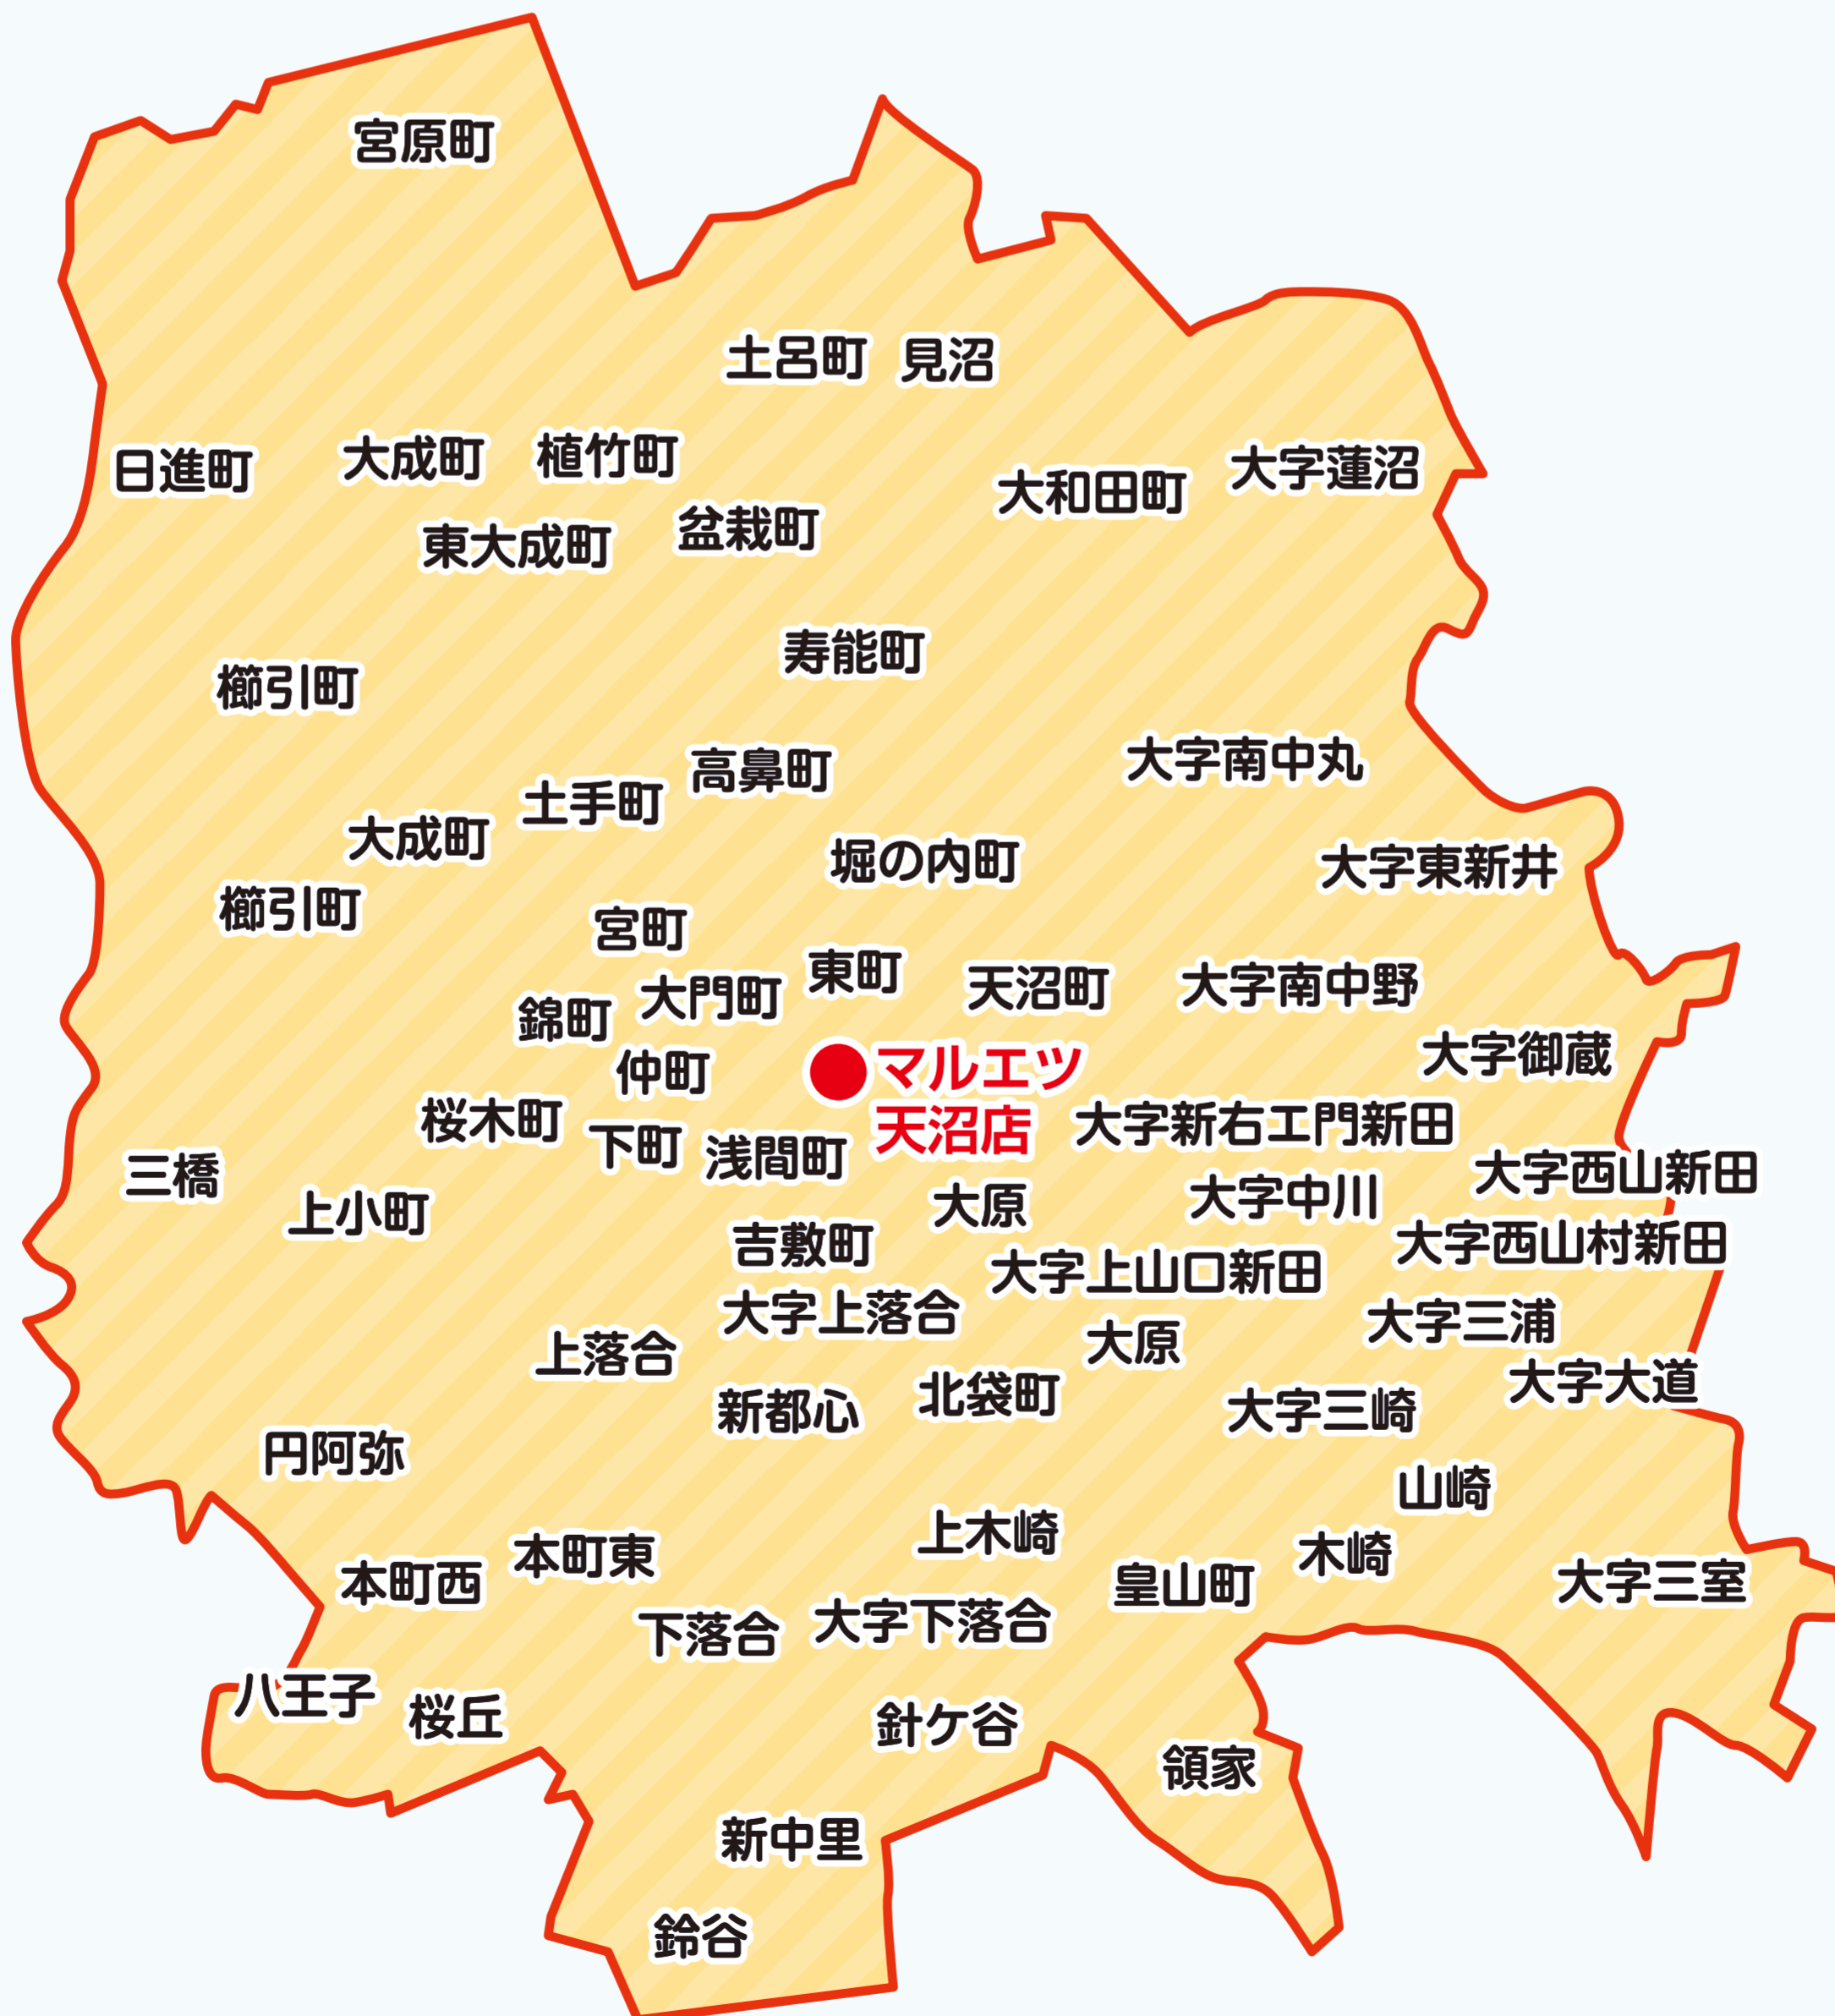 宮原町
土呂町
見沼
日進町
大成町
植竹町
大和田町
大字蓮沼
東大成町
盆栽町
寿能町
櫛引町
高鼻町
大字南中丸
土手町
大成町
堀の内町
大字東新井
櫛引町
宮町
東町
天沼町
大字南中野
大門町
錦町
大字御蔵
仲町
マルエツ
天沼店
桜木町
下町
浅間町
大字新右エ門新田
三橋
上小町
大原
大字中川
大字西山新田
吉敷町
大字上山口新田
大字西山村新田
大字上落合
大字三浦
上落合
大原
大字大道
新都心
北袋町
大字三崎
円阿弥
山崎
上木崎
本町西
本町東
皇山町
木崎
大字三室
下落合
大字下落合
八王子
桜丘
針ケ谷
領家
新中里
鈴谷